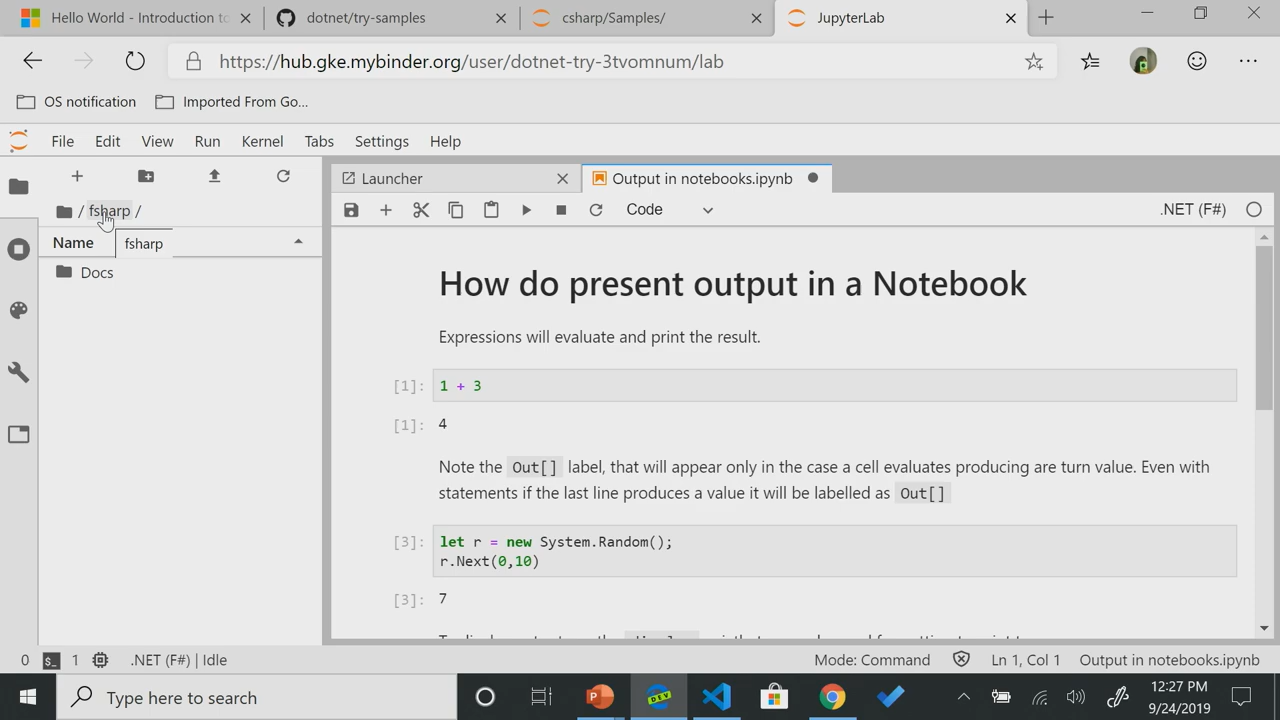 Hello World - Introduction to
dotnet/try-samples
csharp/Samples/
JupyterLab
https://hub.gke.mybinder.org/user/dotnet-try-3tvomnum/lab
OS notification
Imported From Go...
File Edit View Run Kernel Tabs Settings Help
Launcher
Output in notebooks.ipynb
/ fsharp /
Code
.NET (F#)
Name
fsharp
Docs
How do present output in a Notebook
Expressions will evaluate and print the result.
[1]: 1 + 3
[1]: 4
Note the Out[] label, that will appear only in the case a cell evaluates producing are turn value. Even with
statements if the last line produces a value it will be labelled as Out[]
[3]: let r = new System.Random();
r.Next(0,10)
[3]: 7
0 $_ 1 .NET (F#) | Idle
Mode: Command
Ln 1, Col 1
Output in notebooks.ipynb
Type here to search
DEV
12:27 PM
9/24/2019